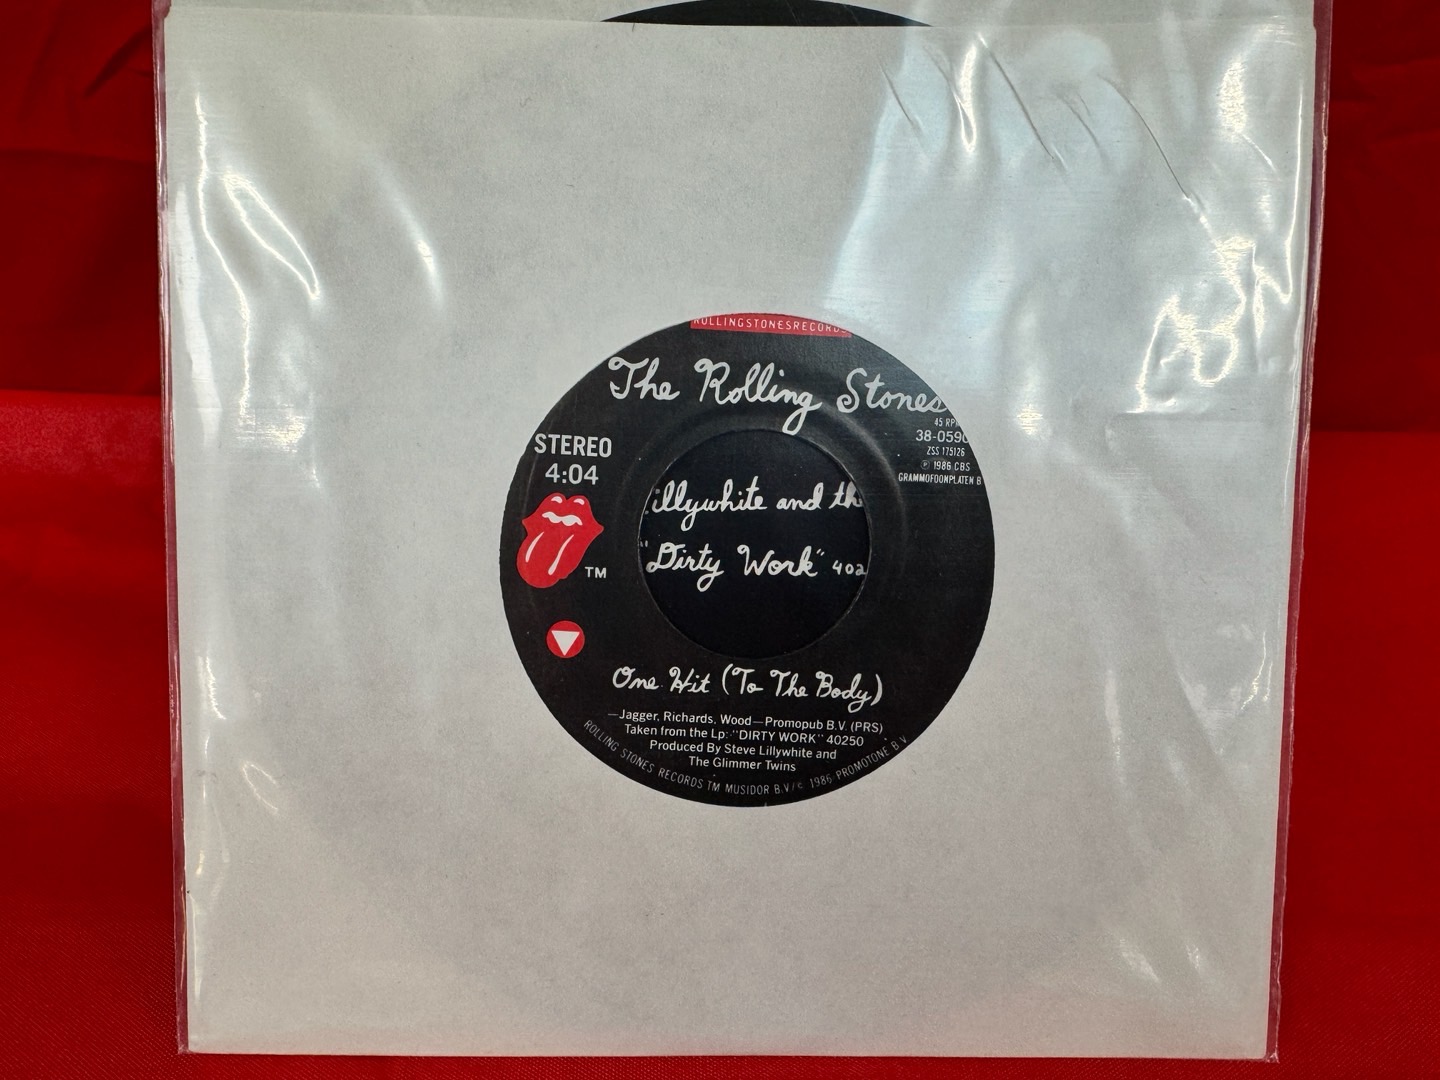 ROLLINGSTONESRECORDS
The Rolling Stones
STEREO
4:04
45 RP
38-0590
ZSS 175126
℗ 1986 CBS
GRAMMOFOONPLATEN B
illywhite and th
"Dirty Work" 402
TM
One Hit (To The Body)
—Jagger, Richards, Wood—Promopub B.V. (PRS)
Taken from the Lp: "DIRTY WORK" 40250
Produced By Steve Lillywhite and
The Glimmer Twins
ROLLING STONES RECORDS TM MUSIDOR B.V/© 1986 PROMOTONE B.V.